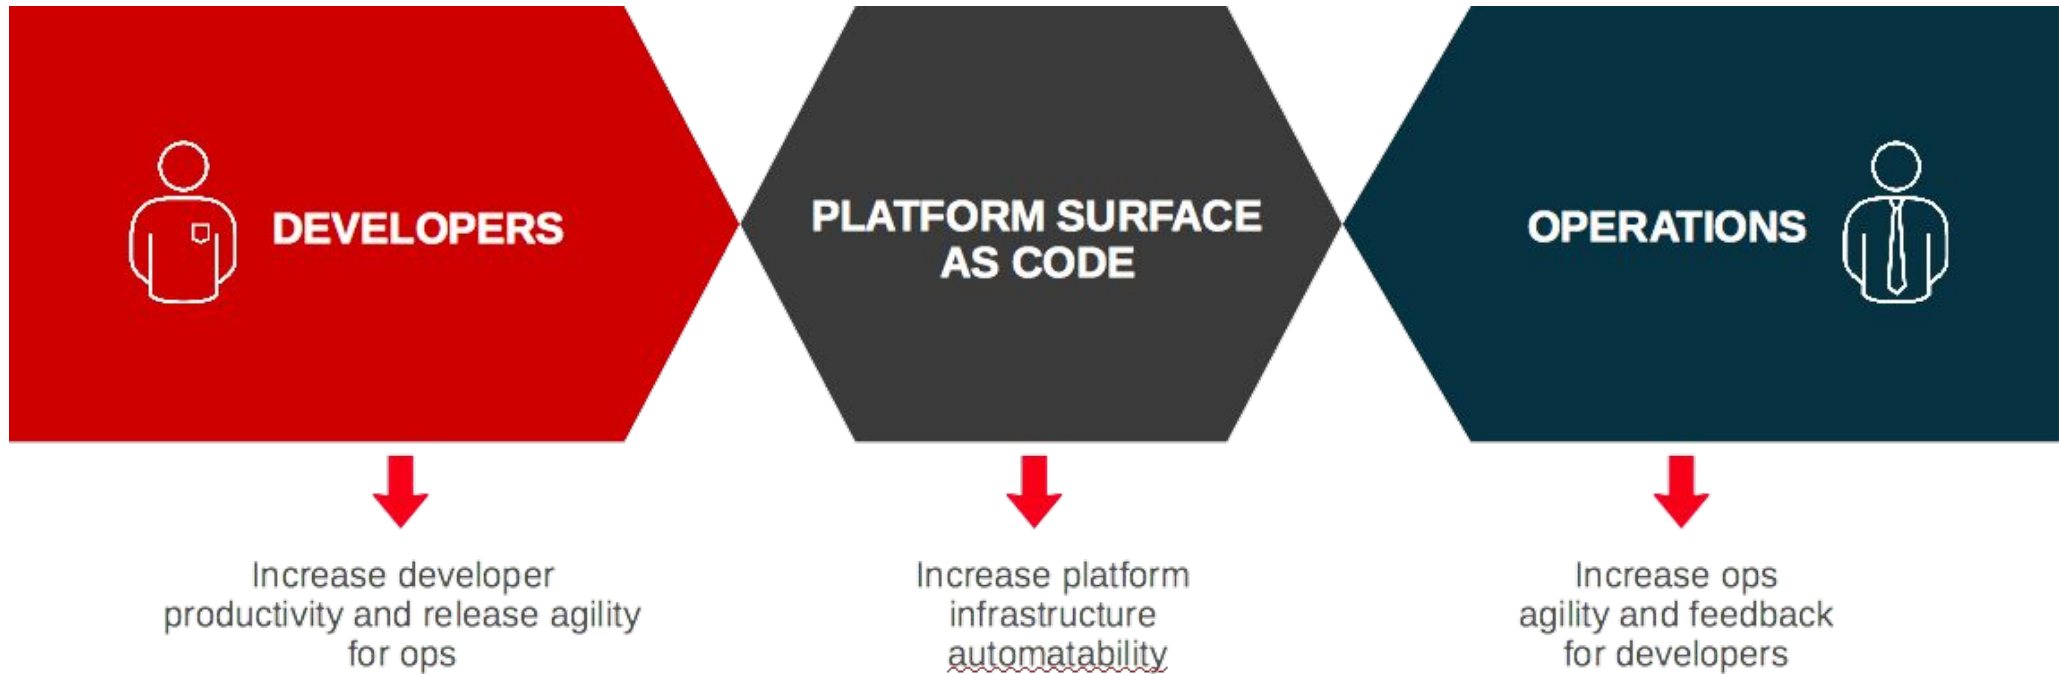 DEVELOPERS
PLATFORM SURFACE
AS CODE
OPERATIONS
Increase developer
productivity and release agility
for ops
Increase platform
infrastructure
automatability
Increase ops
agility and feedback
for developers